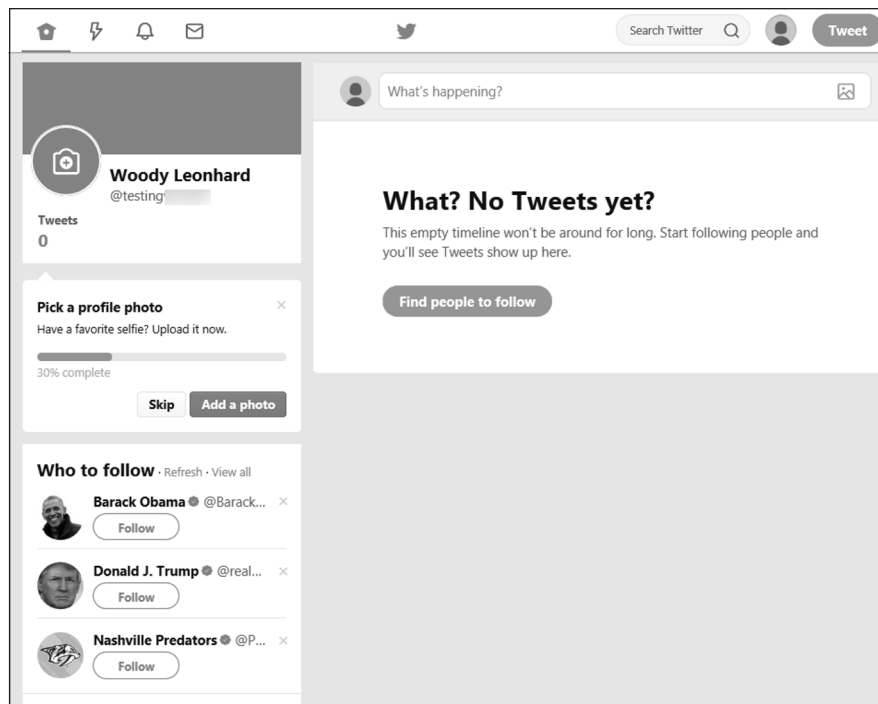 Search Twitter
Tweet
Woody Leonhard
@testing
Tweets
0
Pick a profile photo
Have a favorite selfie? Upload it now.
30% complete
Skip
Add a photo
Who to follow · Refresh · View all
Barack Obama @Barack...
Follow
Donald J. Trump @real...
Follow
Nashville Predators @P...
Follow
What's happening?
What? No Tweets yet?
This empty timeline won't be around for long. Start following people and
you'll see Tweets show up here.
Find people to follow